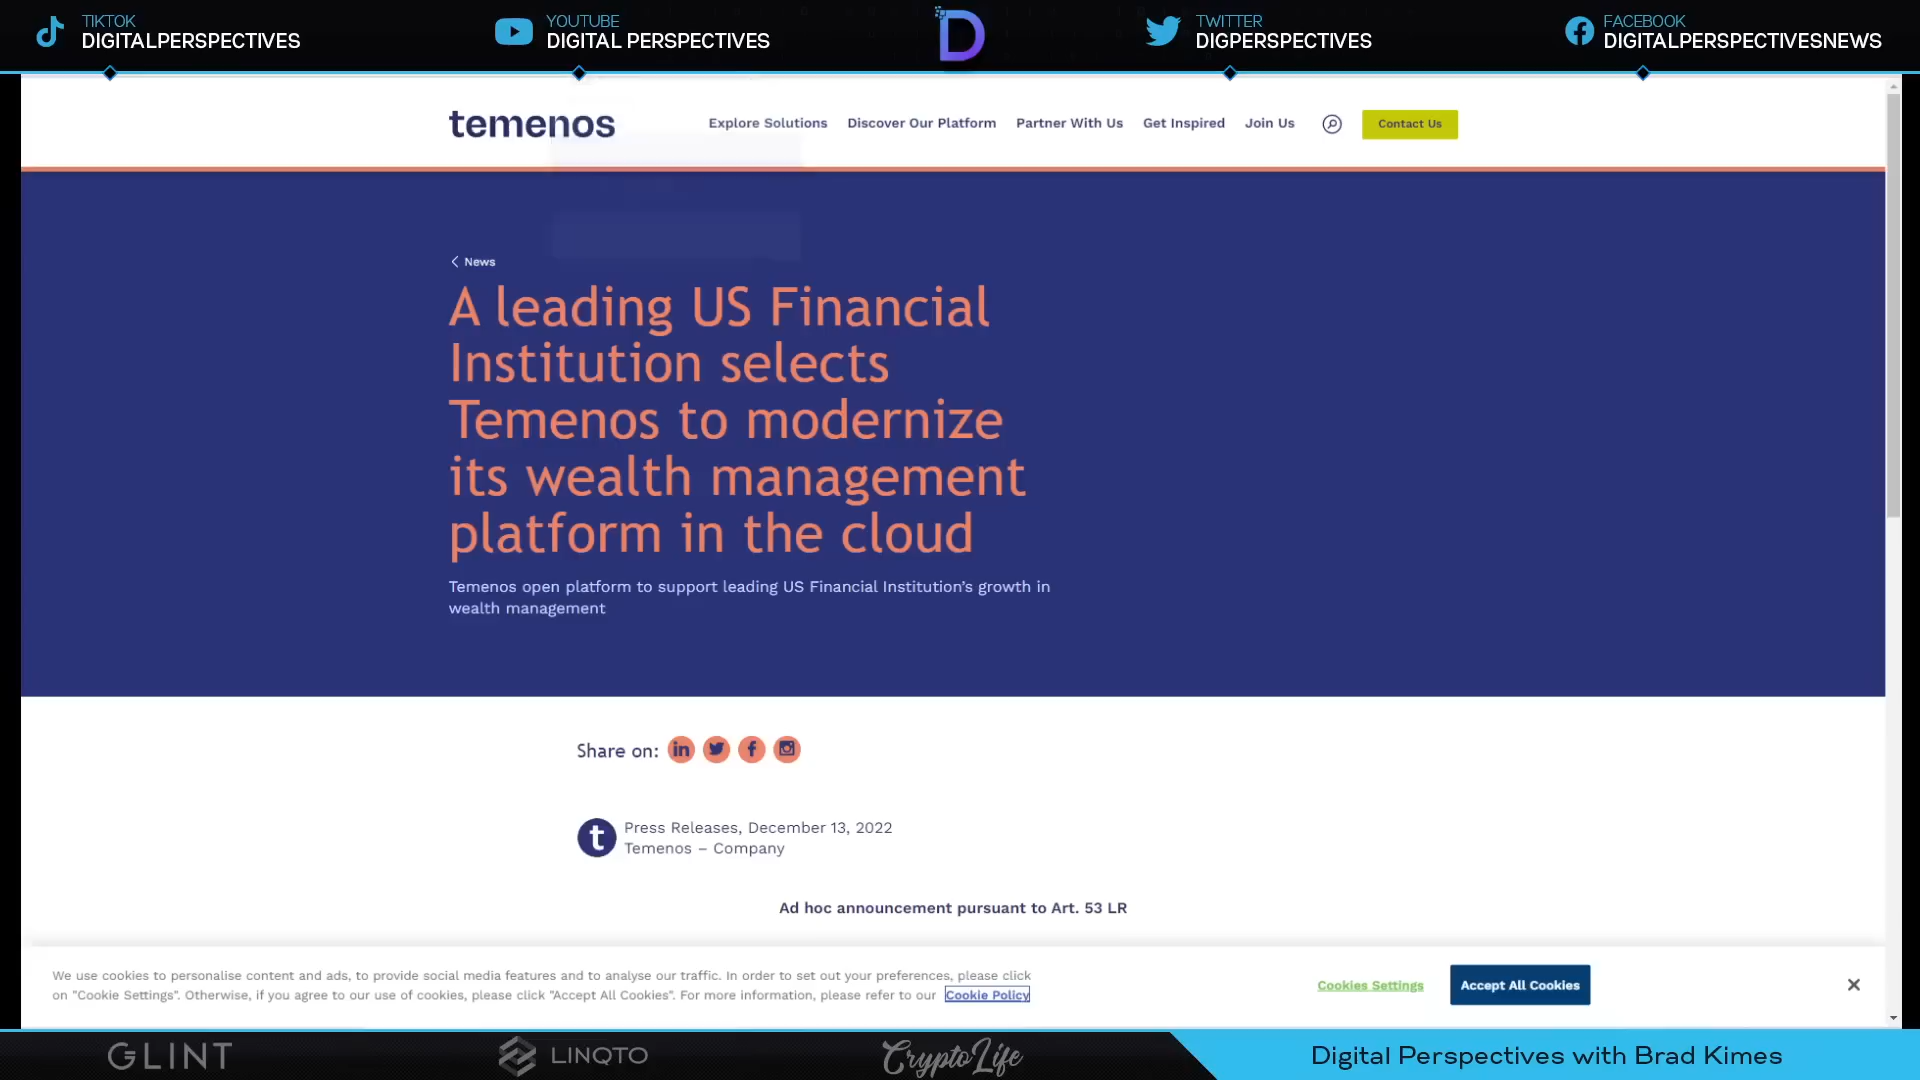 TIKTOK
DIGITALPERSPECTIVES
YOUTUBE
DIGITAL PERSPECTIVES
D
TWITTER
DIGPERSPECTIVES
FACEBOOK
DIGITALPERSPECTIVESNEWS
temenos
Explore Solutions
Discover Our Platform
Partner With Us
Get Inspired
Join Us
Contact Us
News
A leading US Financial
Institution selects
Temenos to modernize
its wealth management
platform in the cloud
Temenos open platform to support leading US Financial Institution's growth in
wealth management
Share on:
Press Releases, December 13, 2022
Temenos – Company
Ad hoc announcement pursuant to Art. 53 LR
We use cookies to personalise content and ads, to provide social media features and to analyse our traffic. In order to set out your preferences, please click
on "Cookie Settings". Otherwise, if you agree to our use of cookies, please click "Accept All Cookies". For more information, please refer to our Cookie Policy
Cookies Settings
Accept All Cookies
GLINT
LINQTO
CryptoLife
Digital Perspectives with Brad Kimes